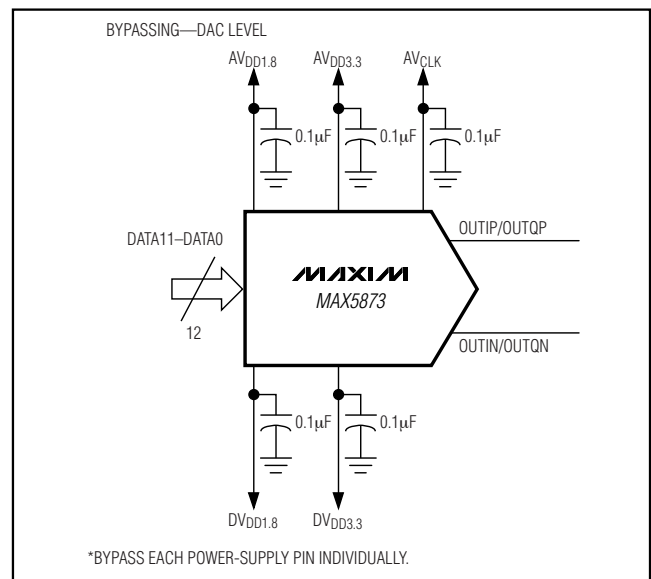 BYPASSING—DAC LEVEL
AVDD1.8 AVDD3.3 AVCLK
0.1µF 0.1µF 0.1µF
OUTIP/OUTQP
DATA11–DATA0
MAXIM
MAX5873
12
OUTIN/OUTQN
0.1µF 0.1µF
DVDD1.8 DVDD3.3
*BYPASS EACH POWER-SUPPLY PIN INDIVIDUALLY.